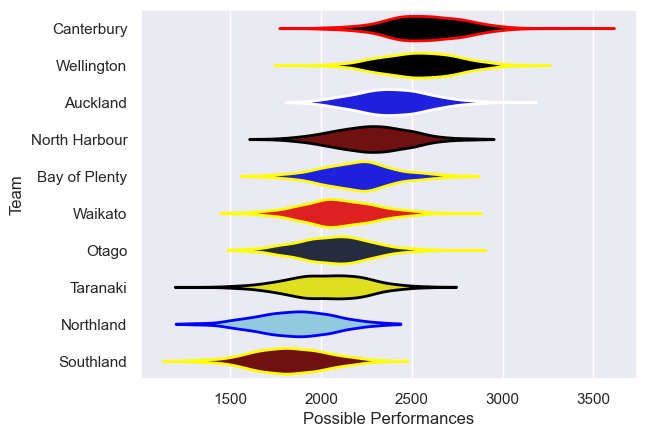 Canterbury
Wellington
Auckland
North Harbour
Bay of Plenty
Waikato
Otago
Taranaki
Northland
Southland
Team
1500 2000 2500 3000 3500
Possible Performances